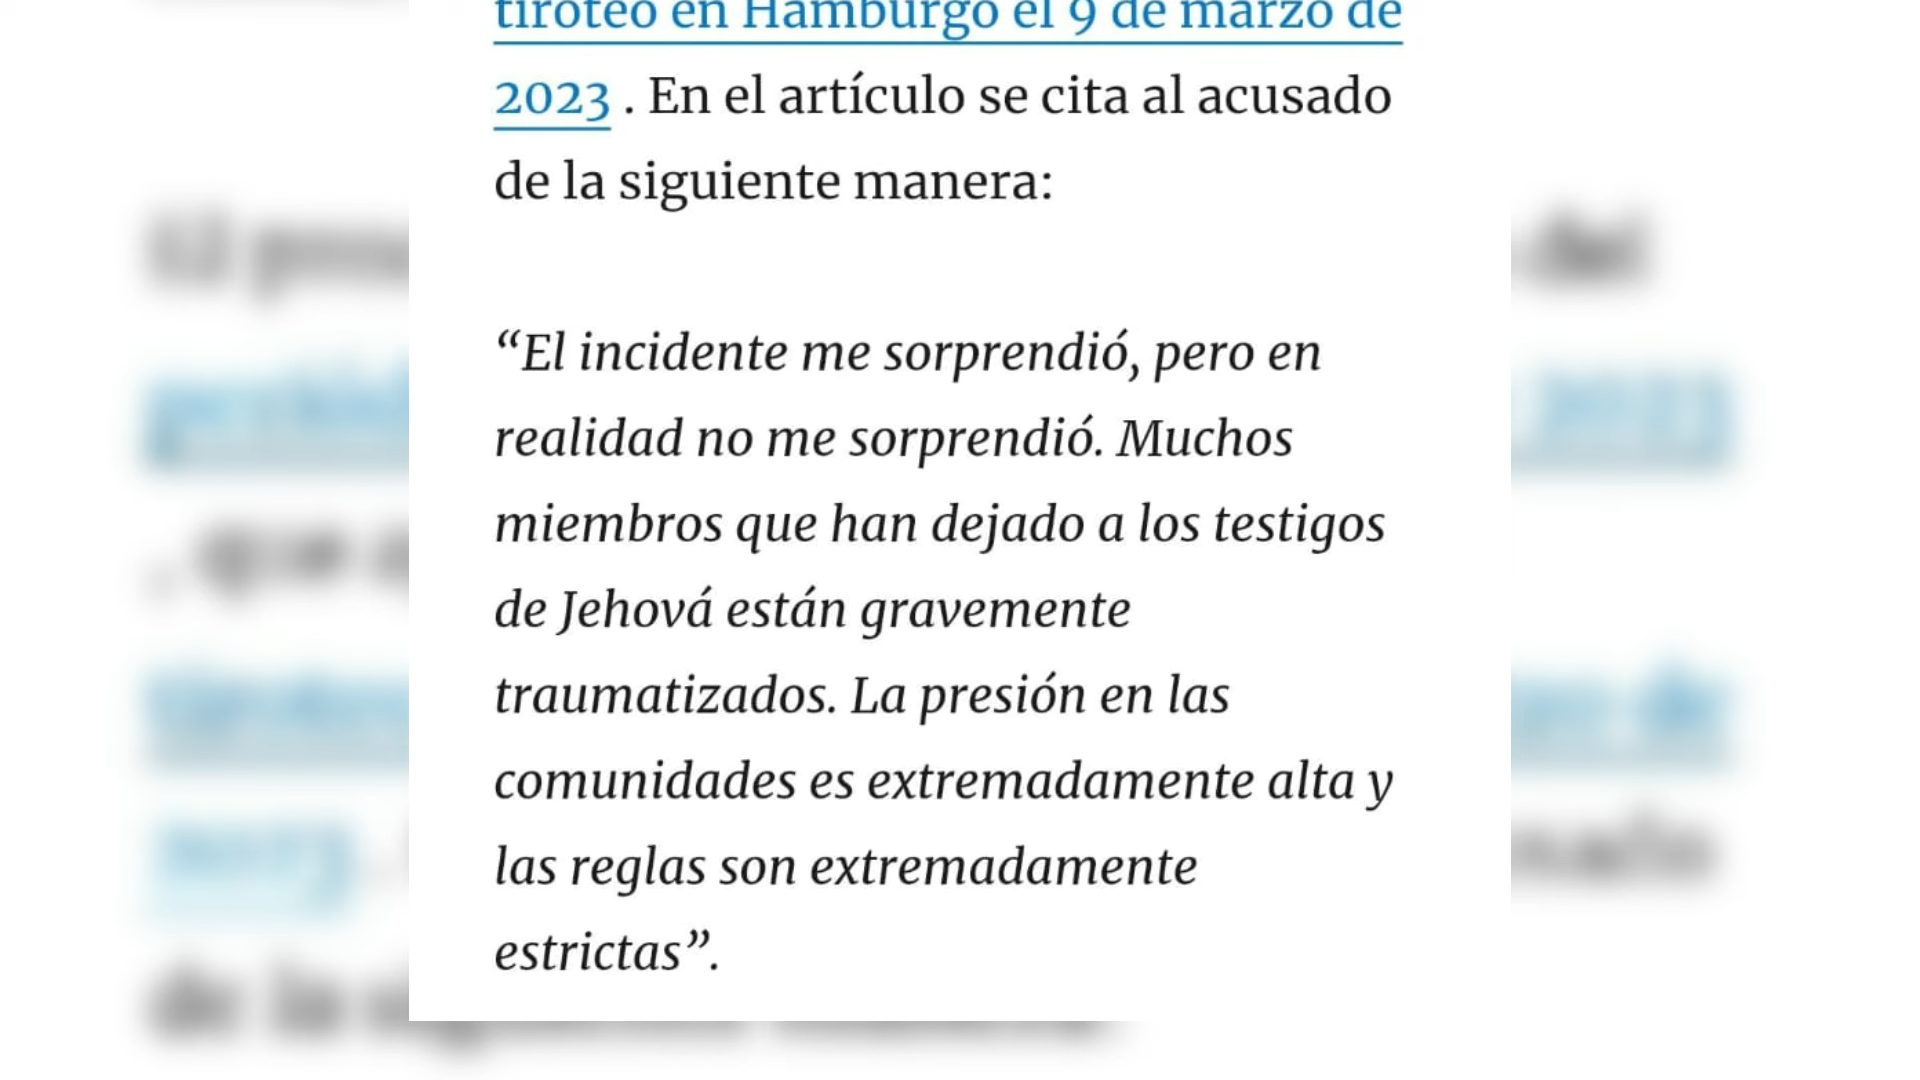 tiroteo en Hamburgo el 9 de marzo de
2023 . En el artículo se cita al acusado
de la siguiente manera:
“El incidente me sorprendió, pero en
realidad no me sorprendió. Muchos
miembros que han dejado a los testigos
de Jehová están gravemente
traumatizados. La presión en las
comunidades es extremadamente alta y
las reglas son extremadamente
estrictas”.